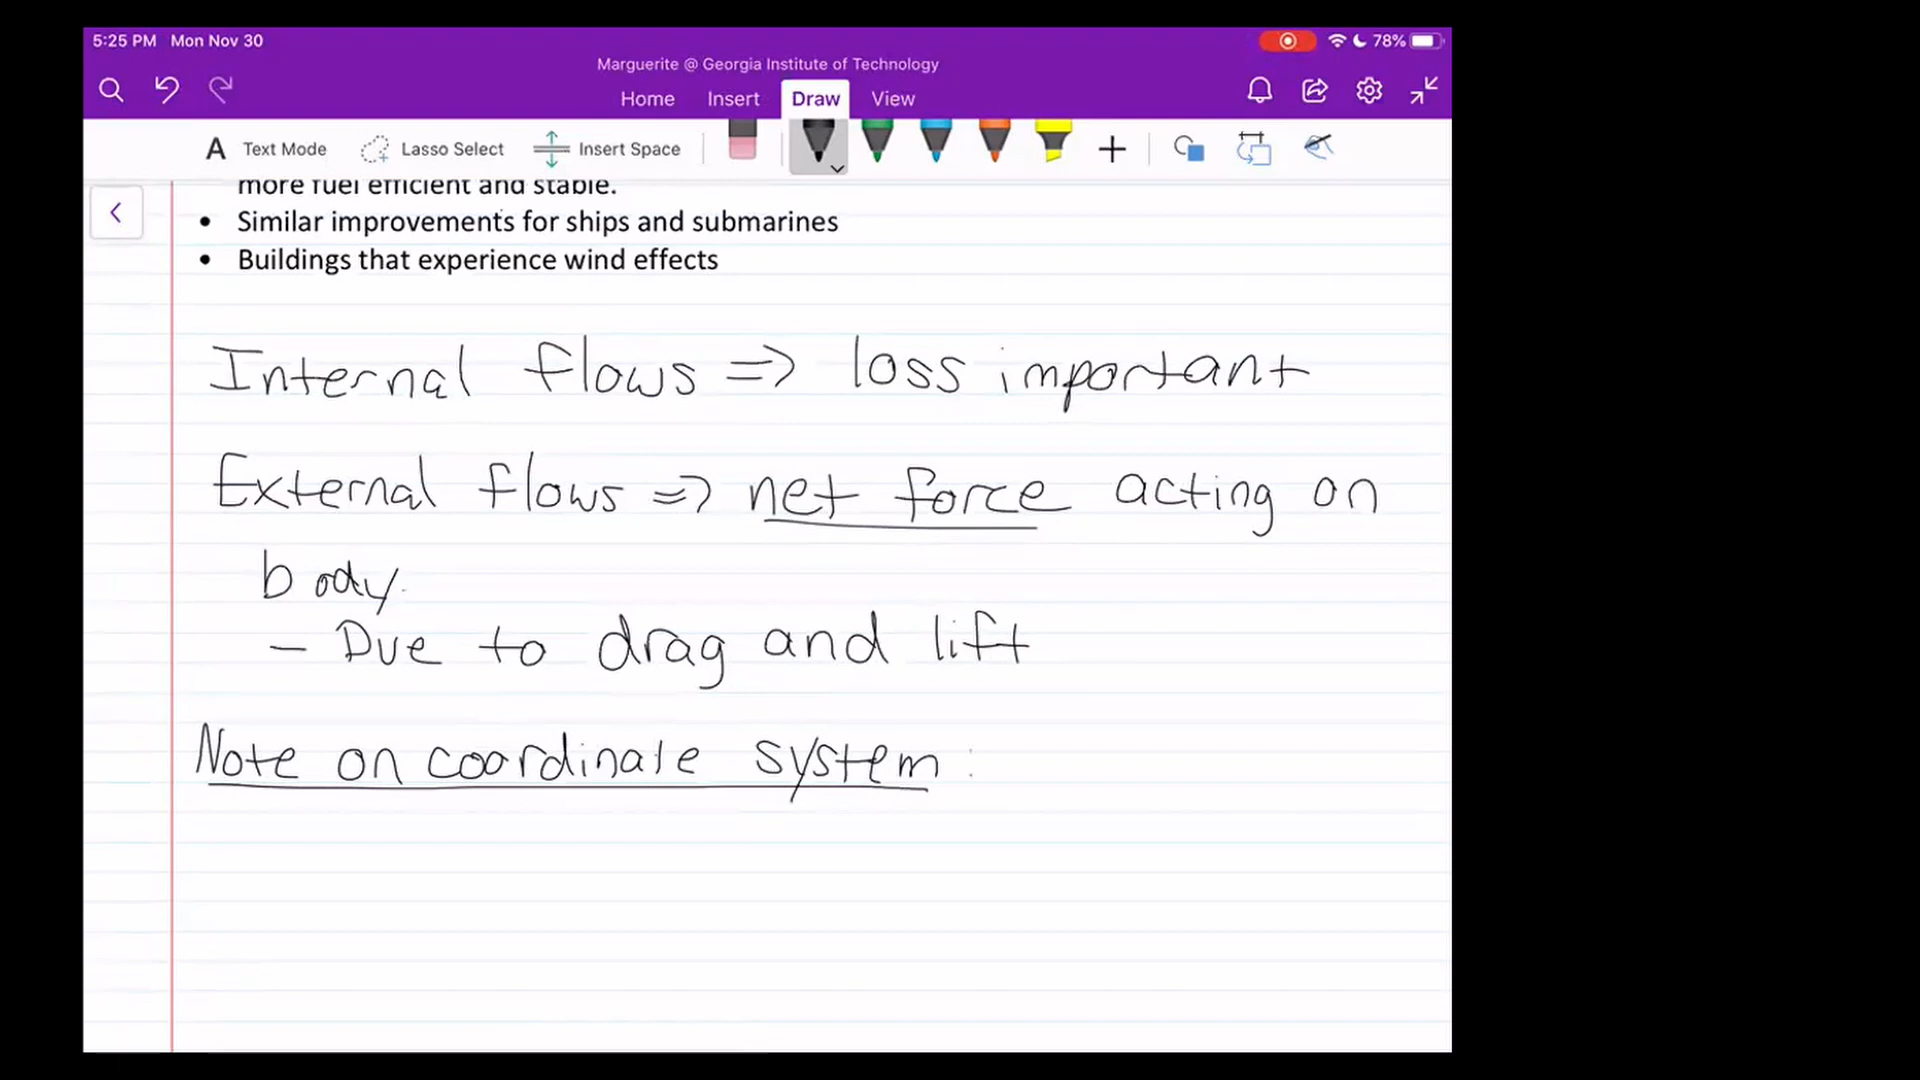 5:25 PM Mon Nov 30
78%
Marguerite @ Georgia Institute of Technology
Home Insert Draw View
A Text Mode Lasso Select Insert Space
more fuel efficient and stable.
• Similar improvements for ships and submarines
• Buildings that experience wind effects
Internal flows => loss important
External flows => net force acting on
body.
- Due to drag and lift
Note on coordinate system: